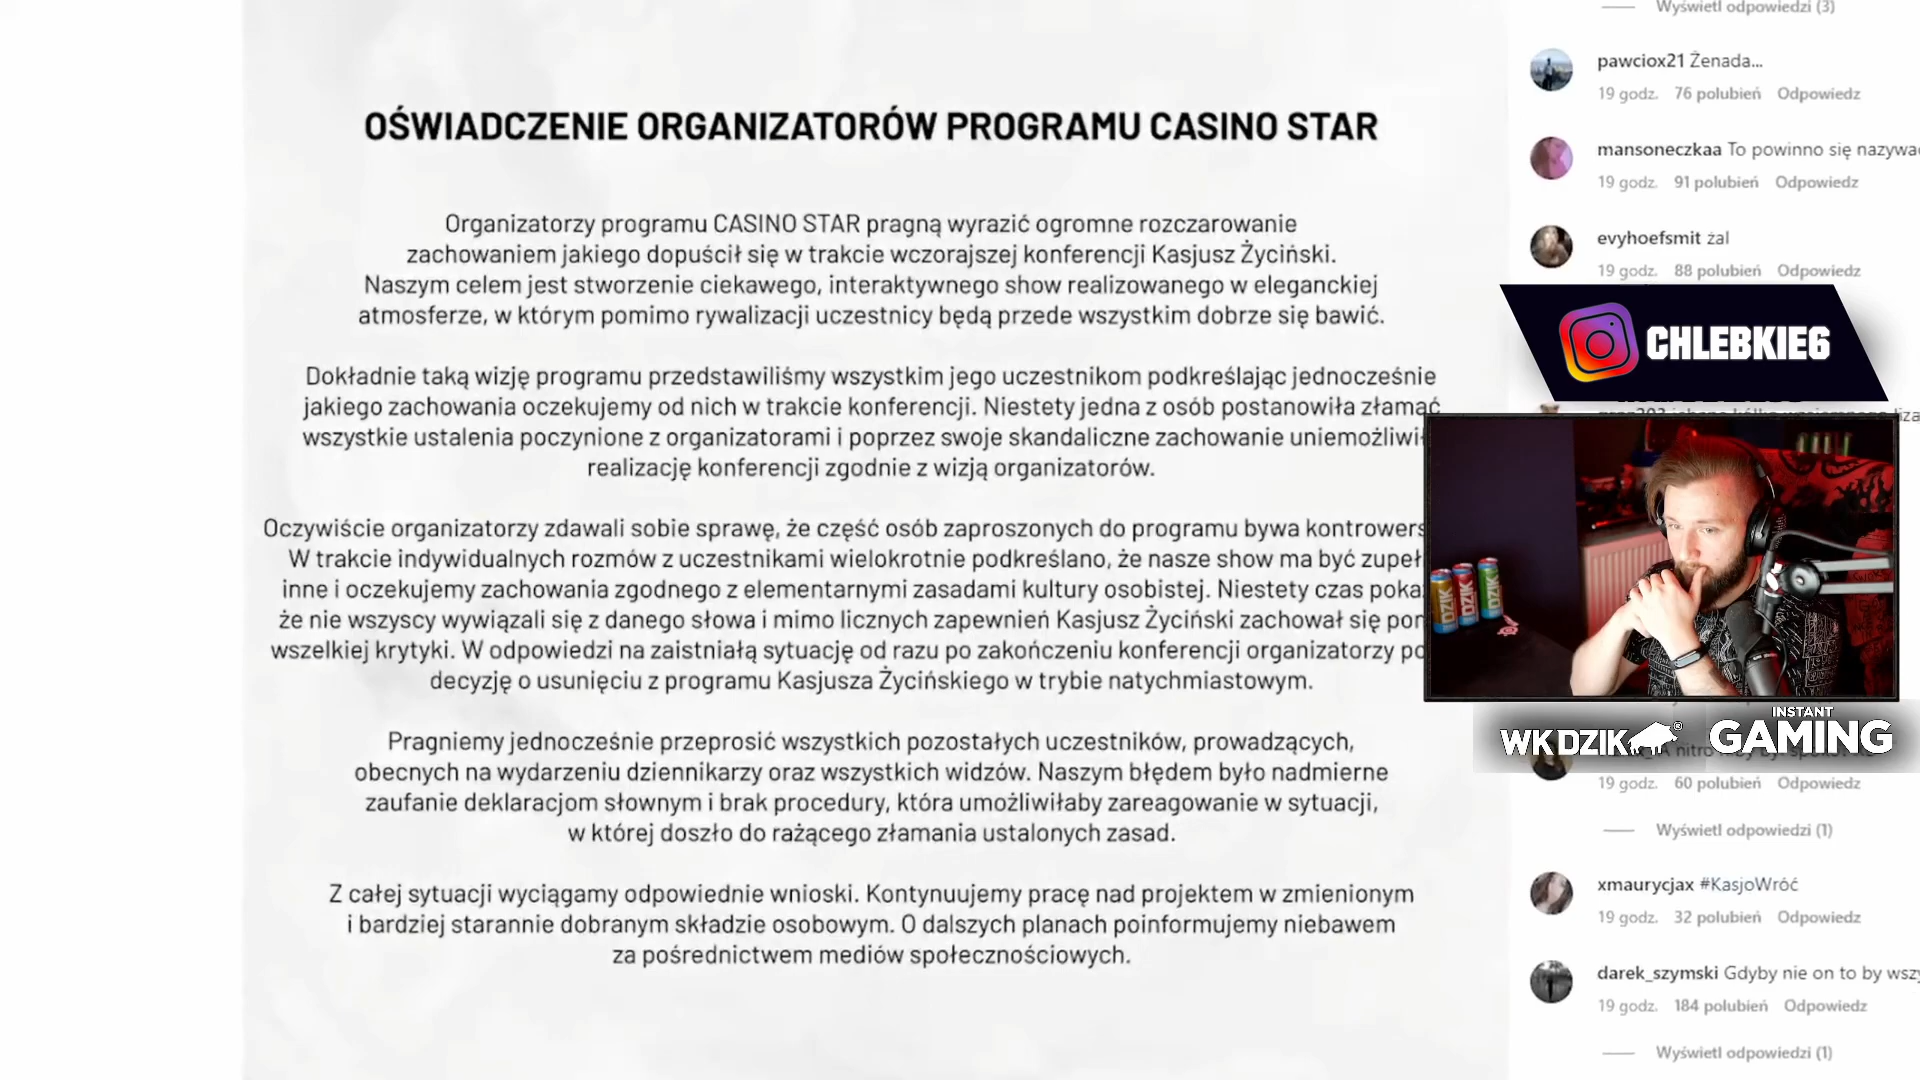 OŚWIADCZENIE ORGANIZATORÓW PROGRAMU CASINO STAR
Organizatorzy programu CASINO STAR pragną wyrazić ogromne rozczarowanie
zachowaniem jakiego dopuścił się w trakcie wczorajszej konferencji Kasjusz Życiński.
Naszym celem jest stworzenie ciekawego, interaktywnego show realizowanego w eleganckiej
atmosferze, w którym pomimo rywalizacji uczestnicy będą przede wszystkim dobrze się bawić.
Dokładnie taką wizję programu przedstawiliśmy wszystkim jego uczestnikom podkreślając jednocześnie
jakiego zachowania oczekujemy od nich w trakcie konferencji. Niestety jedna z osób postanowiła złamać
wszystkie ustalenia poczynione z organizatorami i poprzez swoje skandaliczne zachowanie uniemożliwi
realizację konferencji zgodnie z wizją organizatorów.
Oczywiście organizatorzy zdawali sobie sprawę, że część osób zaproszonych do programu bywa kontrowers
W trakcie indywidualnych rozmów z uczestnikami wielokrotnie podkreślano, że nasze show ma być zupeł
inne i oczekujemy zachowania zgodnego z elementarnymi zasadami kultury osobistej. Niestety czas poka
że nie wszyscy wywiązali się z danego słowa i mimo licznych zapewnień Kasjusz Życiński zachował się pon
wszelkiej krytyki. W odpowiedzi na zaistniałą sytuację od razu po zakończeniu konferencji organizatorzy po
decyzję o usunięciu z programu Kasjusza Życińskiego w trybie natychmiastowym.
Pragniemy jednocześnie przeprosić wszystkich pozostałych uczestników, prowadzących,
obecnych na wydarzeniu dziennikarzy oraz wszystkich widzów. Naszym błędem było nadmierne
zaufanie deklaracjom słownym i brak procedury, która umożliwiłaby zareagowanie w sytuacji,
w której doszło do rażącego złamania ustalonych zasad.
Z całej sytuacji wyciągamy odpowiednie wnioski. Kontynuujemy pracę nad projektem w zmienionym
i bardziej starannie dobranym składzie osobowym. O dalszych planach poinformujemy niebawem
za pośrednictwem mediów społecznościowych.
Wyświetl odpowiedzi (3)
pawciox21 Żenada...
19 godz. 76 polubień Odpowiedz
mansoneczkaa To powinno się nazywać
19 godz. 91 polubień Odpowiedz
evyhoefsmit żal
19 godz. 88 polubień Odpowiedz
CHLEBKIE6
DZIK
DZIK
DZIK
WK DZIK®
INSTANT
GAMING
19 godz. 60 polubień Odpowiedz
Wyświetl odpowiedzi (1)
xmaurycjax #KasjoWróć
19 godz. 32 polubień Odpowiedz
darek_szymski Gdyby nie on to by wszy
19 godz. 184 polubień Odpowiedz
Wyświetl odpowiedzi (1)